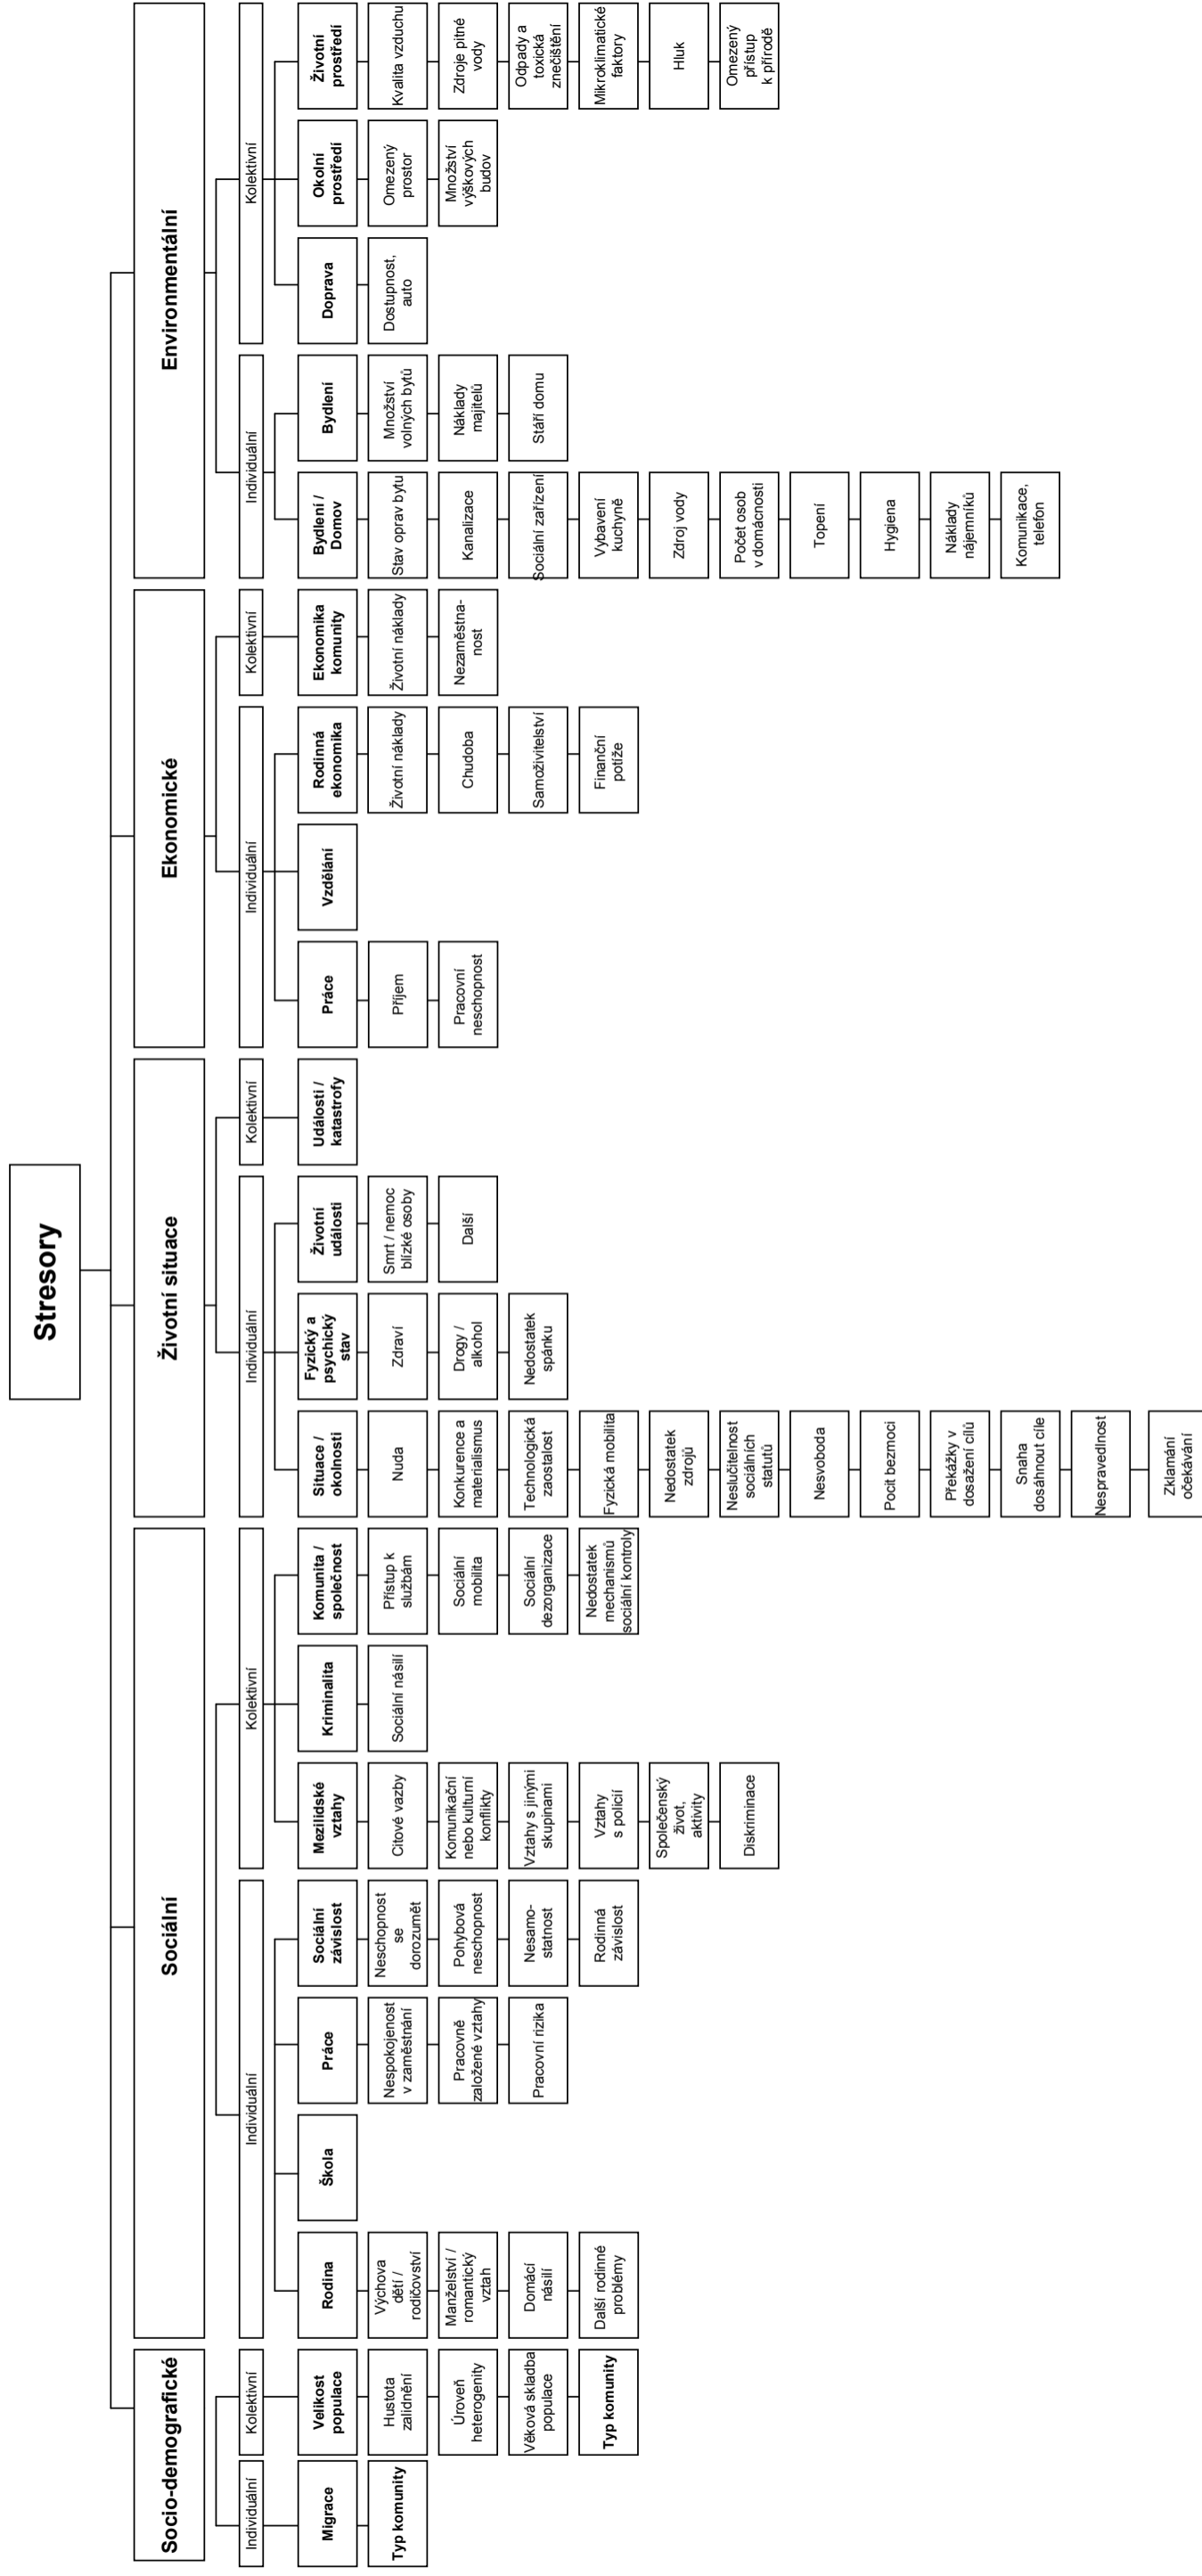 Stresory
Socio-demografické
Individuální
Migrace
Typ komunity
Kolektivní
Velikost
populace
Hustota
zalidnění
Úroveň
heterogenity
Věková skladba
populace
Typ komunity
Sociální
Individuální
Rodina
Výchova
dětí /
rodičovství
Manželství /
romantický
vztah
Domácí
násilí
Další rodinné
problémy
Škola
Práce
Nespokojenost
v zaměstnání
Pracovně
založené vztahy
Pracovní rizika
Sociální
závislost
Neschopnost
se
dorozumět
Pohybová
neschopnost
Nesamo-
statnost
Rodinná
závislost
Kolektivní
Mezilidské
vztahy
Citové vazby
Komunikační
nebo kulturní
konflikty
Vztahy s jinými
skupinami
Vztahy
s policií
Společenský
život,
aktivity
Diskriminace
Kriminalita
Sociální násilí
Komunita /
společnost
Přístup k
službám
Sociální
mobilita
Sociální
dezorganizace
Nedostatek
mechanismů
sociální kontroly
Životní situace
Individuální
Situace /
okolnosti
Nuda
Konkurence a
materialismus
Technologická
zaostalost
Fyzická mobilita
Nedostatek
zdrojů
Neslučitelnost
sociálních
statutů
Nesvoboda
Pocit bezmoci
Překážky v
dosažení cílů
Snaha
dosáhnout cíle
Nespravedlnost
Zklamání
očekávání
Fyzický a
psychický
stav
Zdraví
Drogy /
alkohol
Nedostatek
spánku
Životní
události
Smrt / nemoc
blízké osoby
Další
Kolektivní
Události /
katastrofy
Ekonomické
Individuální
Práce
Příjem
Pracovní
neschopnost
Vzdělání
Rodinná
ekonomika
Životní náklady
Chudoba
Samoživitelství
Finanční
potíže
Kolektivní
Ekonomika
komunity
Životní náklady
Nezaměstna-
nost
Environmentální
Individuální
Bydlení /
Domov
Stav oprav bytu
Kanalizace
Sociální zařízení
Vybavení
kuchyně
Zdroj vody
Počet osob
v domácnosti
Topení
Hygiena
Náklady
nájemníků
Komunikace,
telefon
Bydlení
Množství
volných bytů
Náklady
majitelů
Stáří domu
Kolektivní
Doprava
Dostupnost,
auto
Okolní
prostředí
Omezený
prostor
Množství
výškových
budov
Životní
prostředí
Kvalita vzduchu
Zdroje pitné
vody
Odpady a
toxická
znečištění
Mikroklimatické
faktory
Hluk
Omezený
přístup
k přírodě